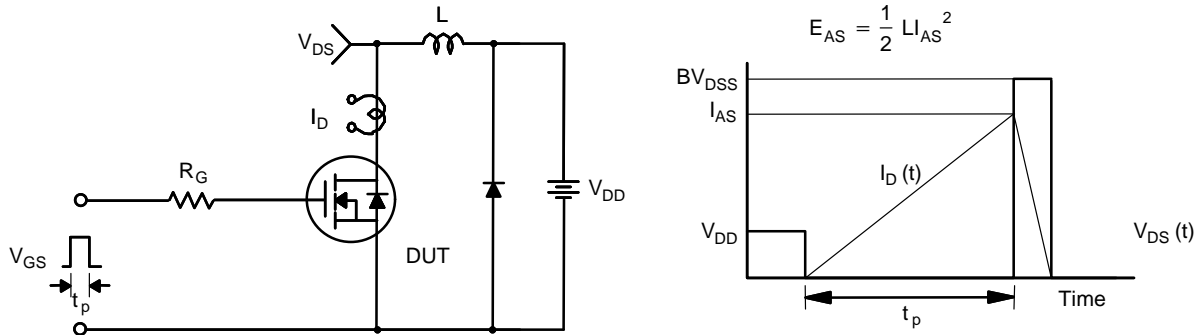 L
V_DS
I_D
R_G
V_DD
DUT
V_GS
t_p
E_AS = 1/2 LI_AS^2
BV_DSS
I_AS
I_D (t)
V_DD
V_DS (t)
t_p
Time